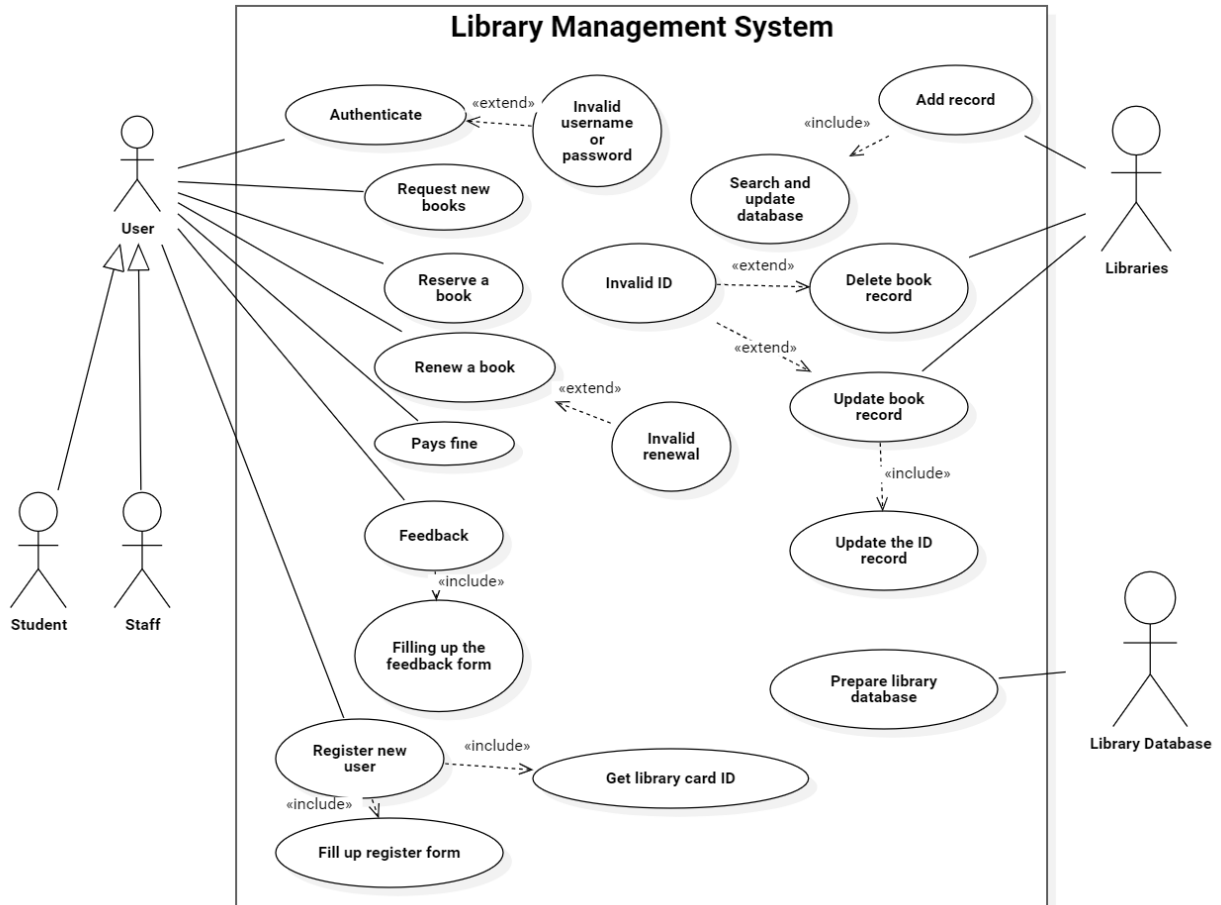 Library Management System
Authenticate
«extend»
Invalid
username
or
password
Add record
«include»
Request new
books
Search and
update
database
User
Libraries
Reserve a
book
Invalid ID
«extend»
Delete book
record
«extend»
Renew a book
«extend»
Update book
record
Pays fine
Invalid
renewal
«include»
Feedback
Update the ID
record
«include»
Student
Staff
Filling up the
feedback form
Prepare library
database
Library Database
Register new
user
«include»
Get library card ID
«include»
Fill up register form